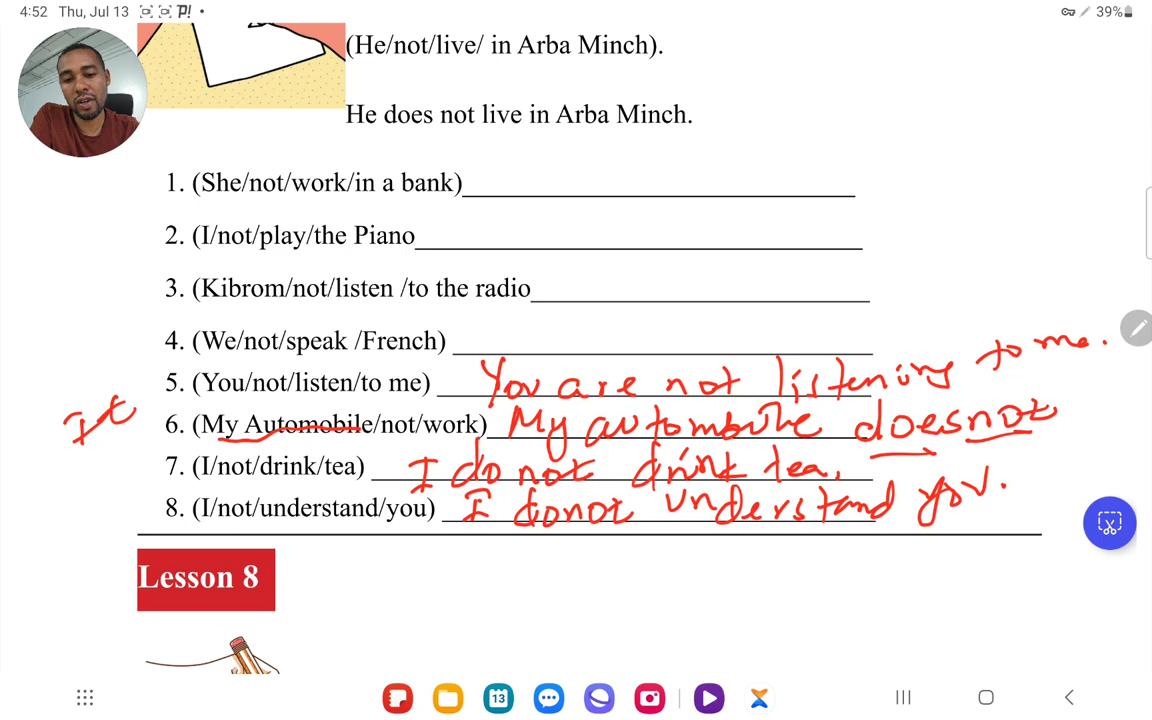 4:52 Thu, Jul 13 P! •
39%
(He/not/live/ in Arba Minch).
He does not live in Arba Minch.
1. (She/not/work/in a bank)
2. (I/not/play/the Piano
3. (Kibrom/not/listen /to the radio
4. (We/not/speak /French)
5. (You/not/listen/to me) You are not listening to me.
It
6. (My Automobile/not/work) My does not
7. (I/not/drink/tea) I do not drink tea.
8. (I/not/understand/you) I donot understand you.
Lesson 8
13